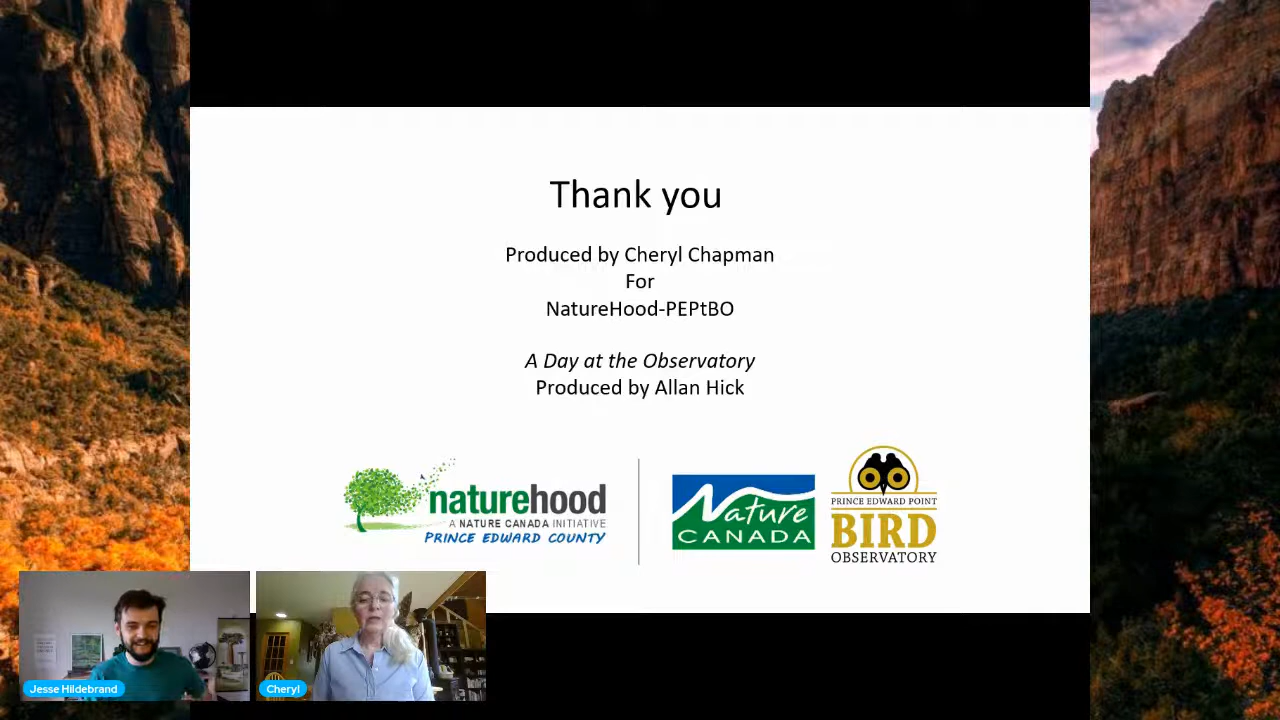 Thank you
Produced by Cheryl Chapman
For
NatureHood-PEPtBO
A Day at the Observatory
Produced by Allan Hick
naturehood
A NATURE CANADA INITIATIVE
PRINCE EDWARD COUNTY
Nature
CANADA
PRINCE EDWARD POINT
BIRD
OBSERVATORY
Jesse Hildebrand
Cheryl